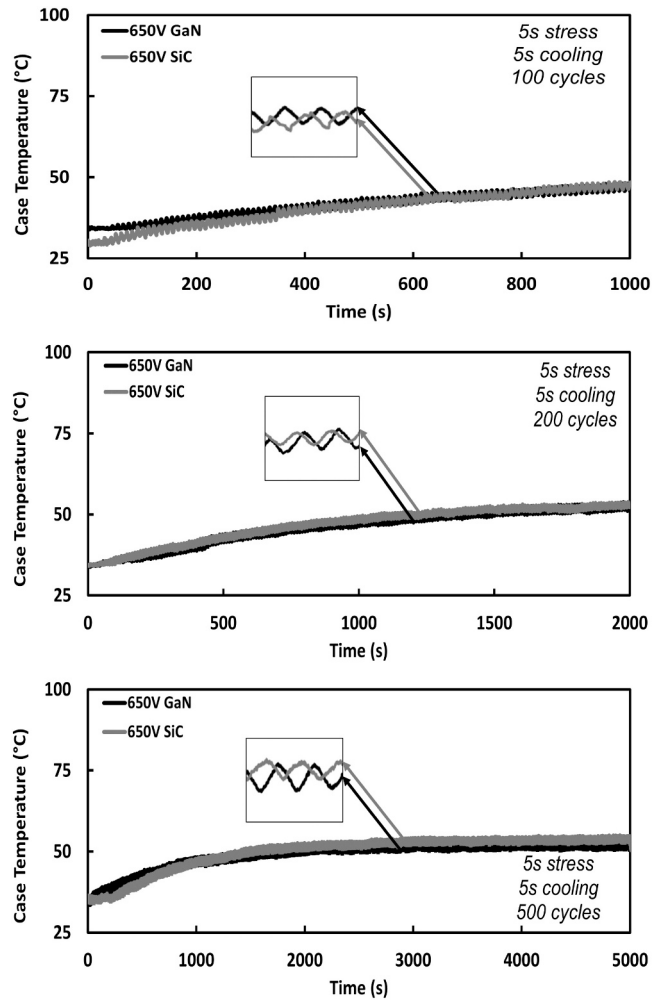 100
75
50
25
Case Temperature (°C)
650V GaN
650V SiC
5s stress
5s cooling
100 cycles
0
200
400
600
800
1000
Time (s)
100
75
50
25
Case Temperature (°C)
650V GaN
650V SiC
5s stress
5s cooling
200 cycles
0
500
1000
1500
2000
Time (s)
100
75
50
25
Case Temperature (°C)
650V GaN
650V SiC
5s stress
5s cooling
500 cycles
0
1000
2000
3000
4000
5000
Time (s)